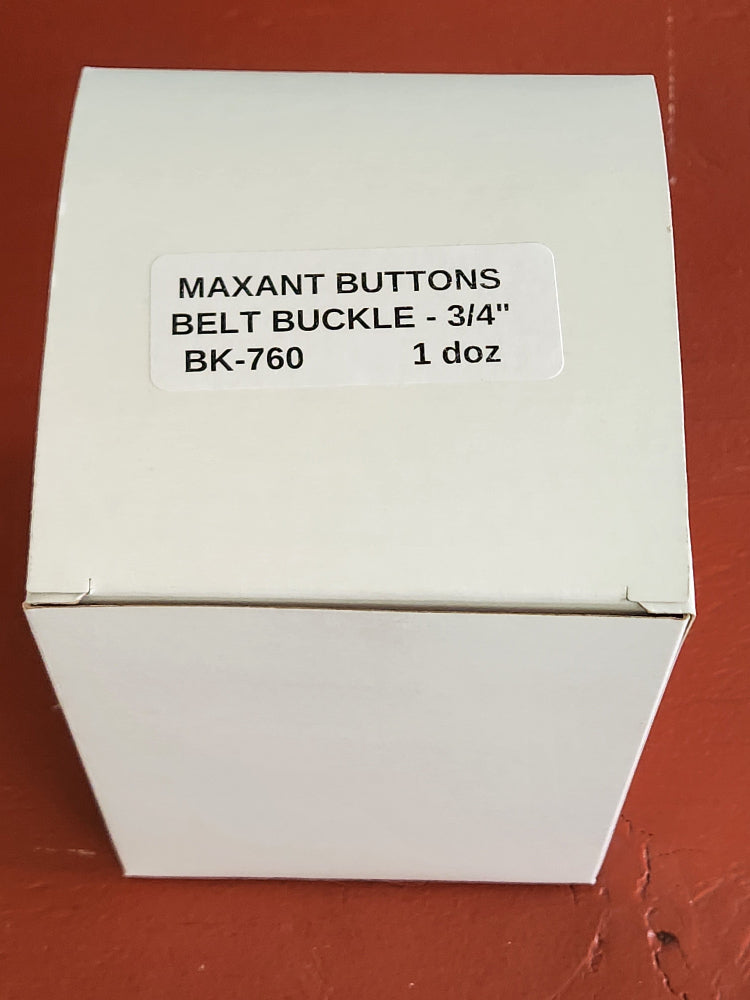 MAXANT BUTTONS
BELT BUCKLE - 3/4"
BK-760 1 doz